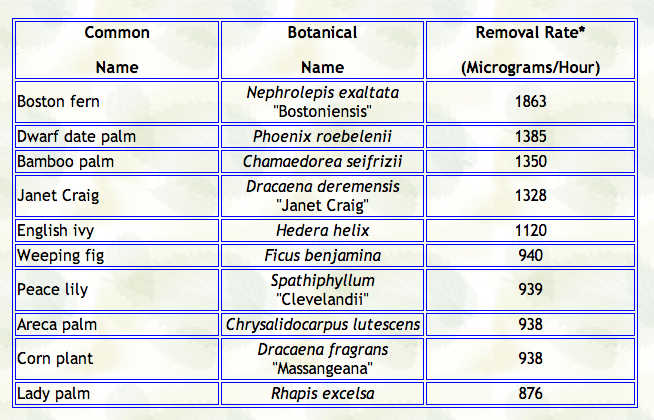 Common Name
Botanical Name
Removal Rate* (Micrograms/Hour)
Boston fern
Nephrolepis exaltata
"Bostoniensis"
1863
Dwarf date palm
Phoenix roebelenii
1385
Bamboo palm
Chamaedorea seifrizii
1350
Janet Craig
Dracaena deremensis
"Janet Craig"
1328
English ivy
Hedera helix
1120
Weeping fig
Ficus benjamina
940
Peace lily
Spathiphyllum
"Clevelandii"
939
Areca palm
Chrysalidocarpus lutescens
938
Corn plant
Dracaena fragrans
"Massangeana"
938
Lady palm
Rhapis excelsa
876